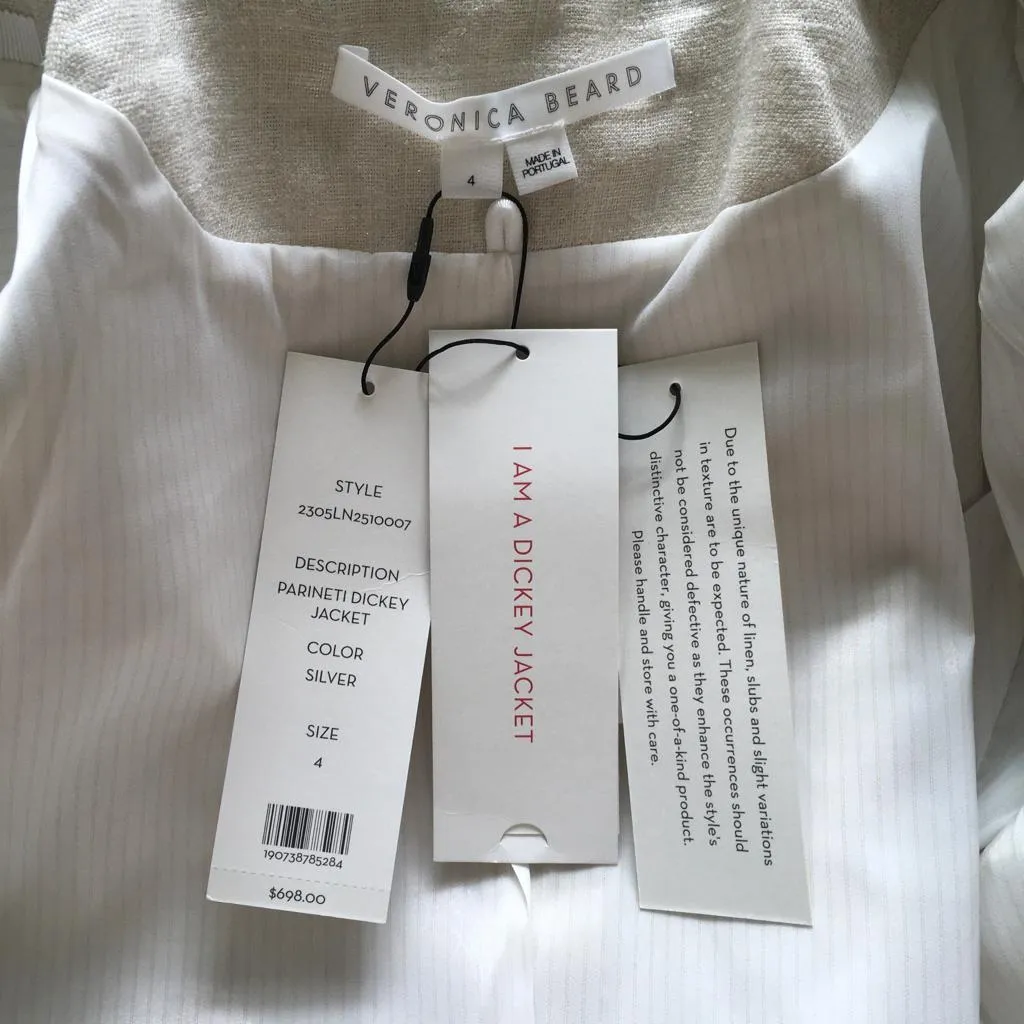 VERONICA BEARD
4
MADE IN
PORTUGAL
STYLE
2305LN2510007
DESCRIPTION
PARINETI DICKEY
JACKET
COLOR
SILVER
SIZE
4
190738785284
$698.00
I AM A DICKEY JACKET
Due to the unique nature of linen, slubs and slight variations
in texture are to be expected. These occurrences should
not be considered defective as they enhance the style's
distinctive character, giving you a one-of-a-kind product.
Please handle and store with care.